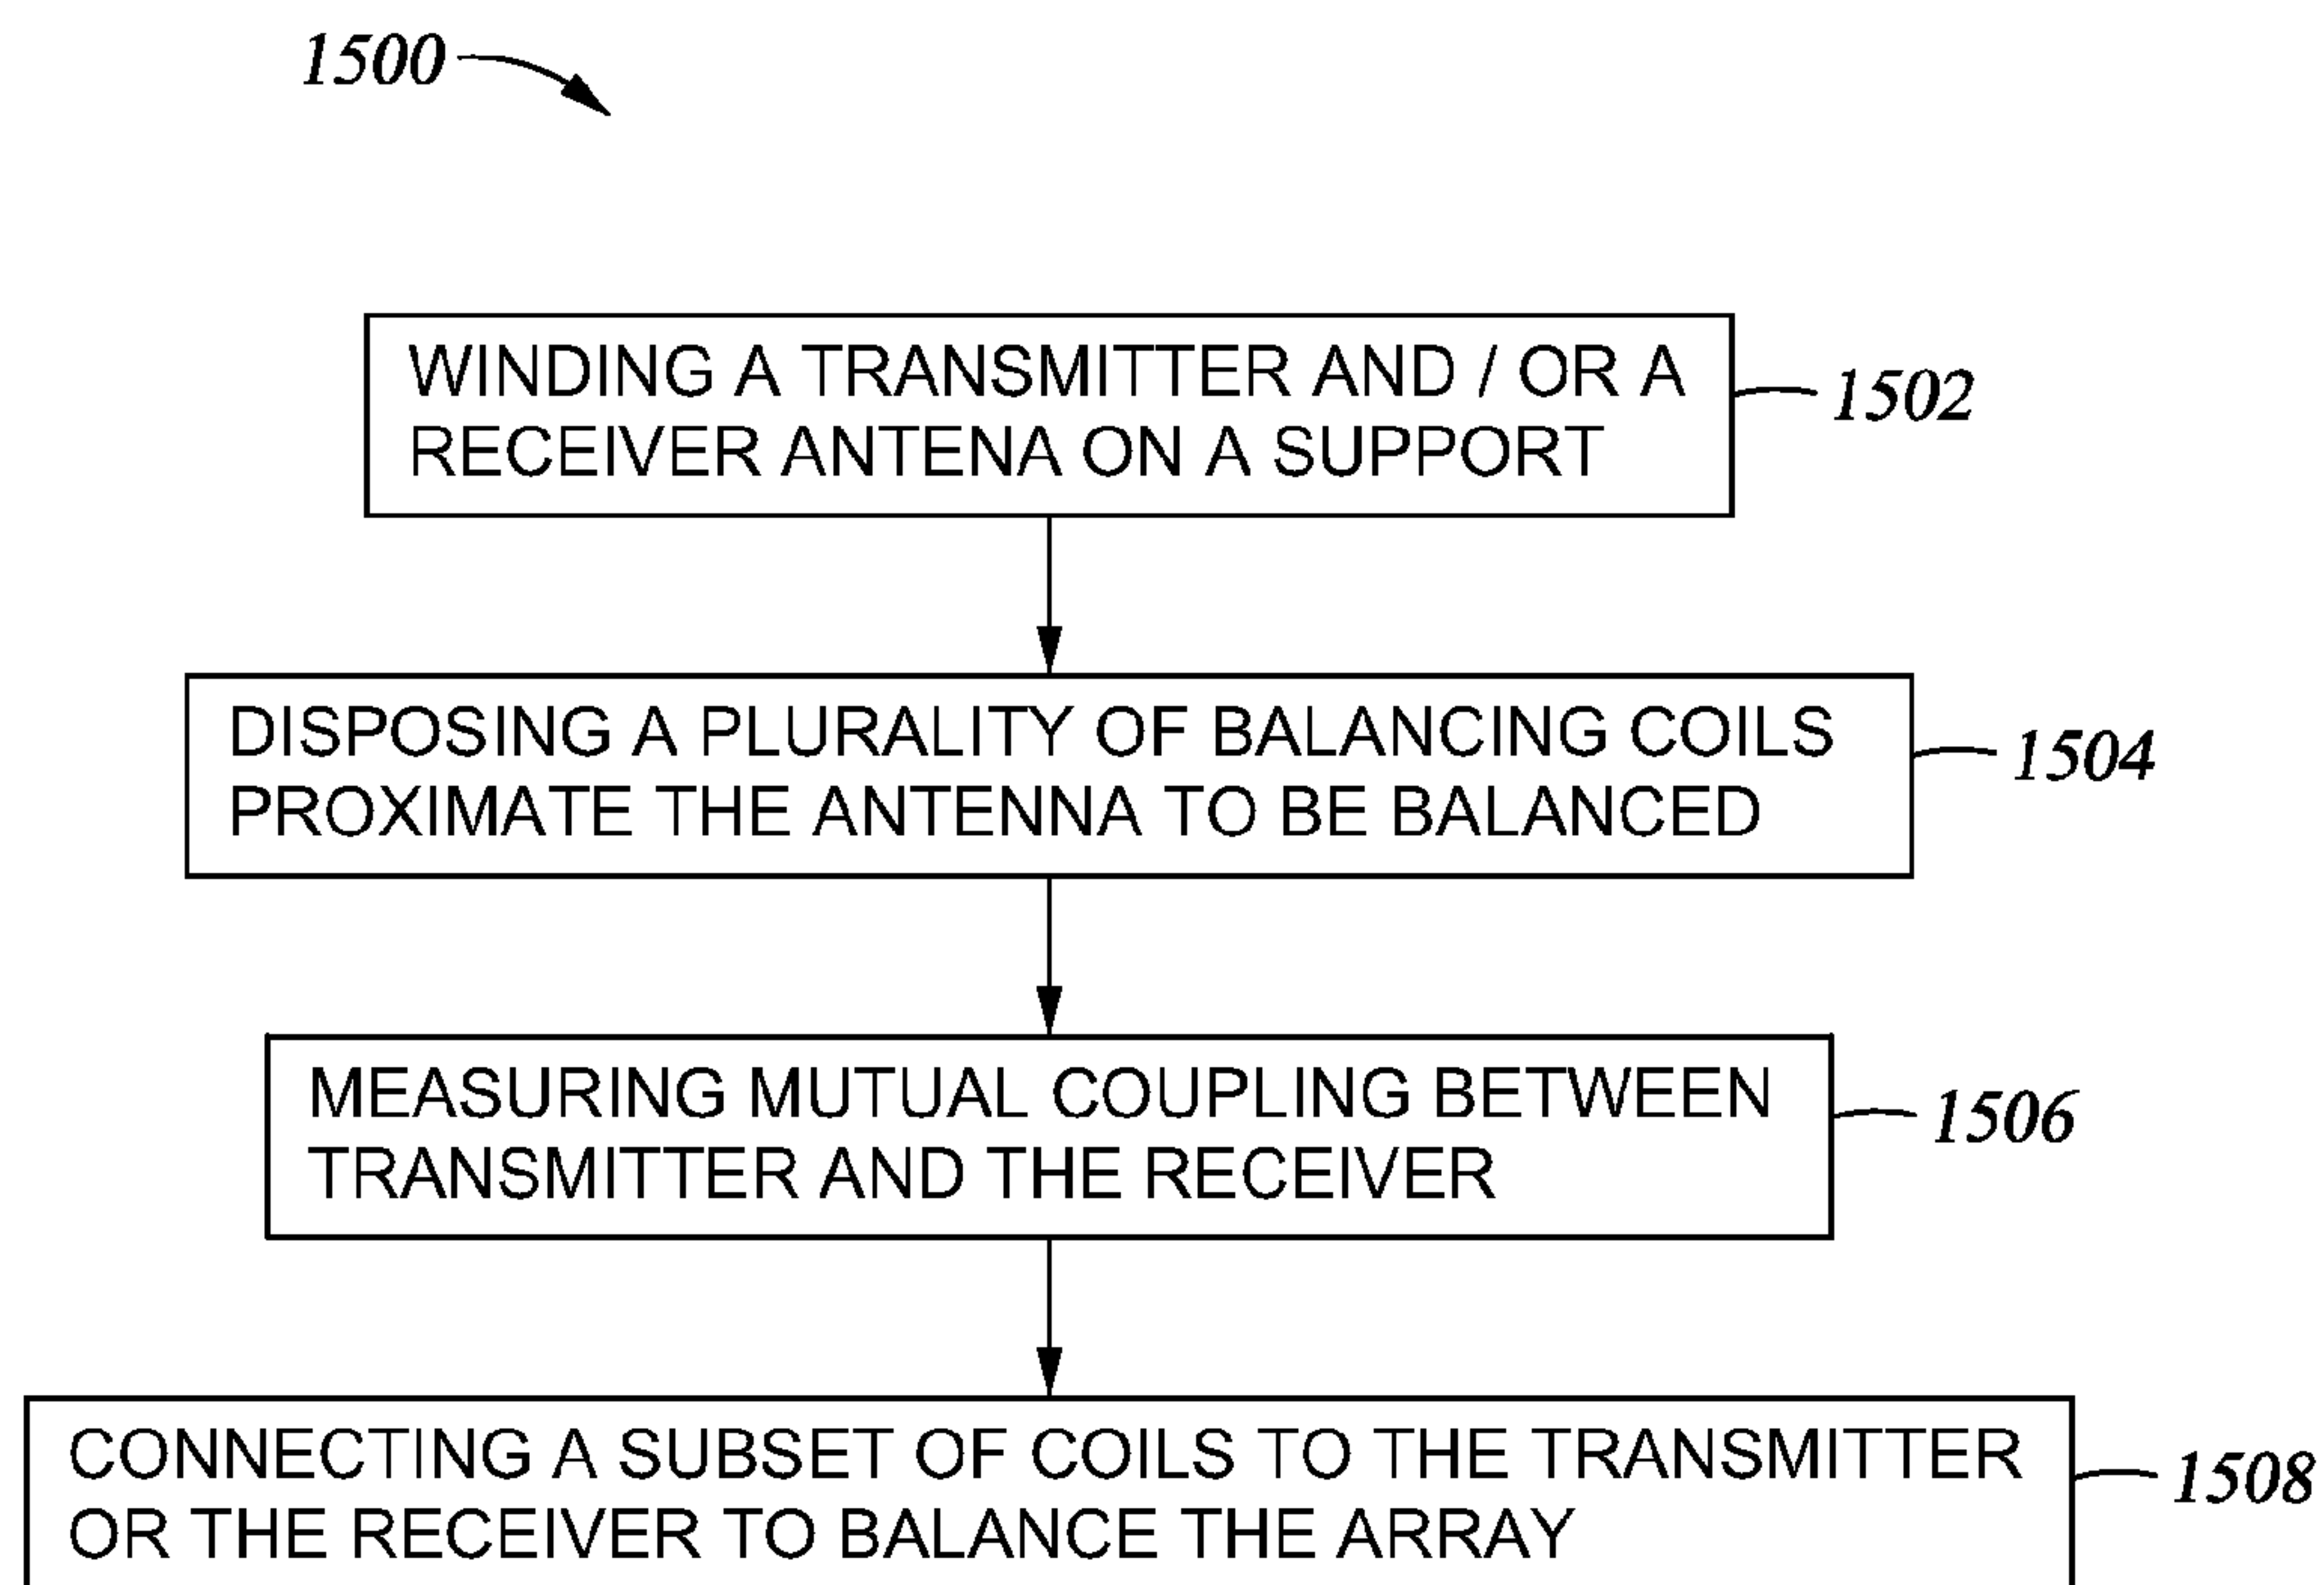 1500
WINDING A TRANSMITTER AND / OR A
RECEIVER ANTENA ON A SUPPORT
1502
DISPOSING A PLURALITY OF BALANCING COILS
PROXIMATE THE ANTENNA TO BE BALANCED
1504
MEASURING MUTUAL COUPLING BETWEEN
TRANSMITTER AND THE RECEIVER
1506
CONNECTING A SUBSET OF COILS TO THE TRANSMITTER
OR THE RECEIVER TO BALANCE THE ARRAY
1508